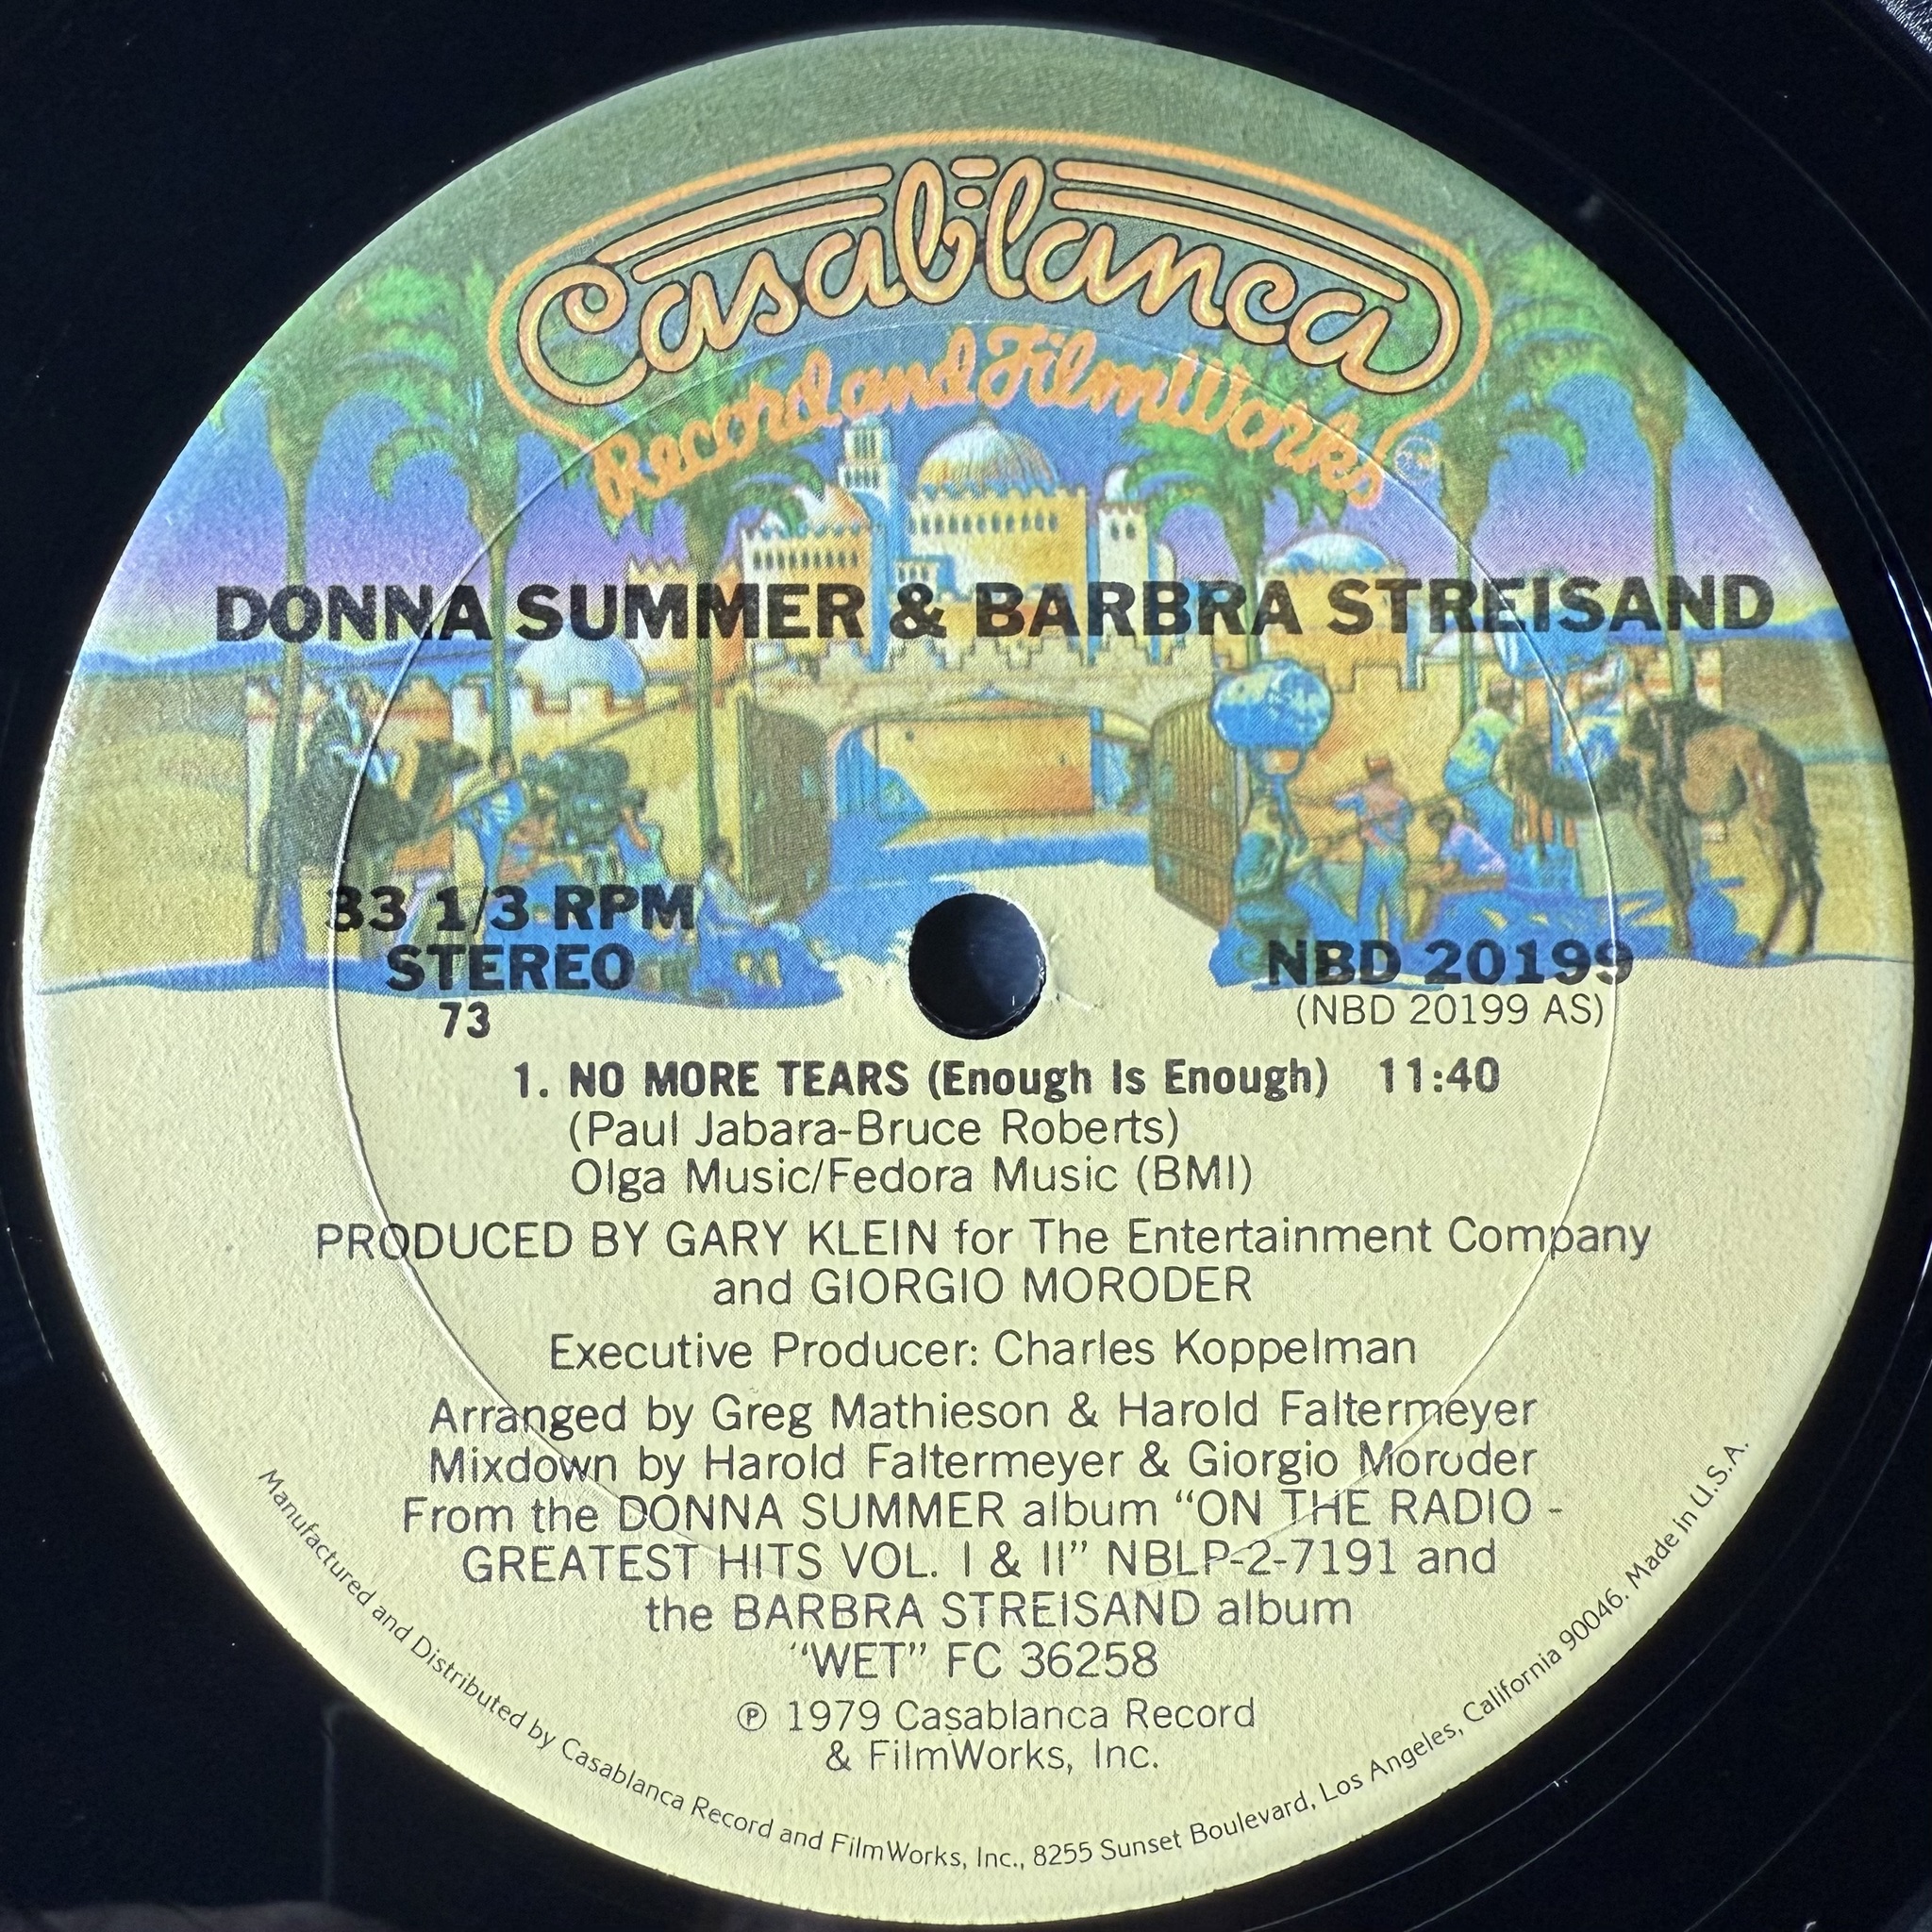 Casablanca
Record and FilmWorks
DONNA SUMMER & BARBRA STREISAND
33 1/3 RPM
STEREO
73
NBD 20199
(NBD 20199 AS)
1. NO MORE TEARS (Enough Is Enough) 11:40
(Paul Jabara-Bruce Roberts)
Olga Music/Fedora Music (BMI)
PRODUCED BY GARY KLEIN for The Entertainment Company
and GIORGIO MORODER
Executive Producer: Charles Koppelman
Arranged by Greg Mathieson & Harold Faltermeyer
Mixdown by Harold Faltermeyer & Giorgio Moroder
From the DONNA SUMMER album “ON THE RADIO -
GREATEST HITS VOL. I & II” NBLP-2-7191 and
the BARBRA STREISAND album
“WET” FC 36258
℗ 1979 Casablanca Record
& FilmWorks, Inc.
Manufactured and Distributed by Casablanca Record and FilmWorks, Inc., 8255 Sunset Boulevard, Los Angeles, California 90046. Made in U.S.A.